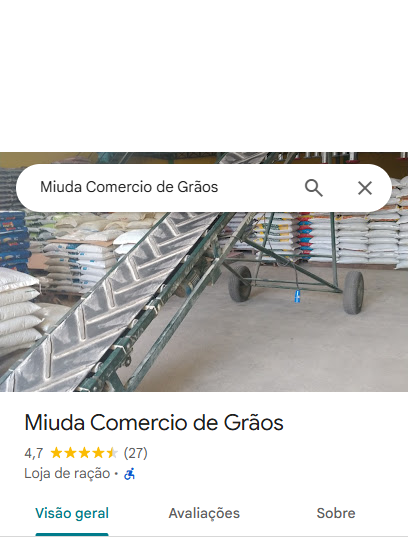 Miuda Comercio de Grãos
Miuda Comercio de Grãos
4,7 (27)
Loja de ração ·
Visão geral Avaliações Sobre